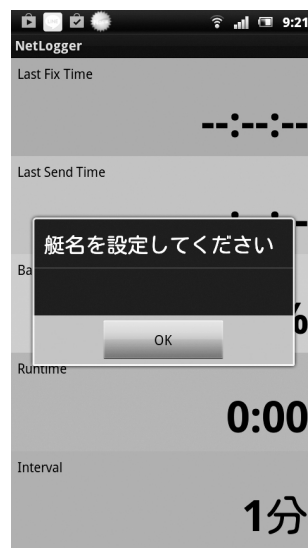 9:21
NetLogger
Last Fix Time
--:--:--
Last Send Time
艇名を設定してください
Ba
%
OK
Runtime
0:00
Interval
1分